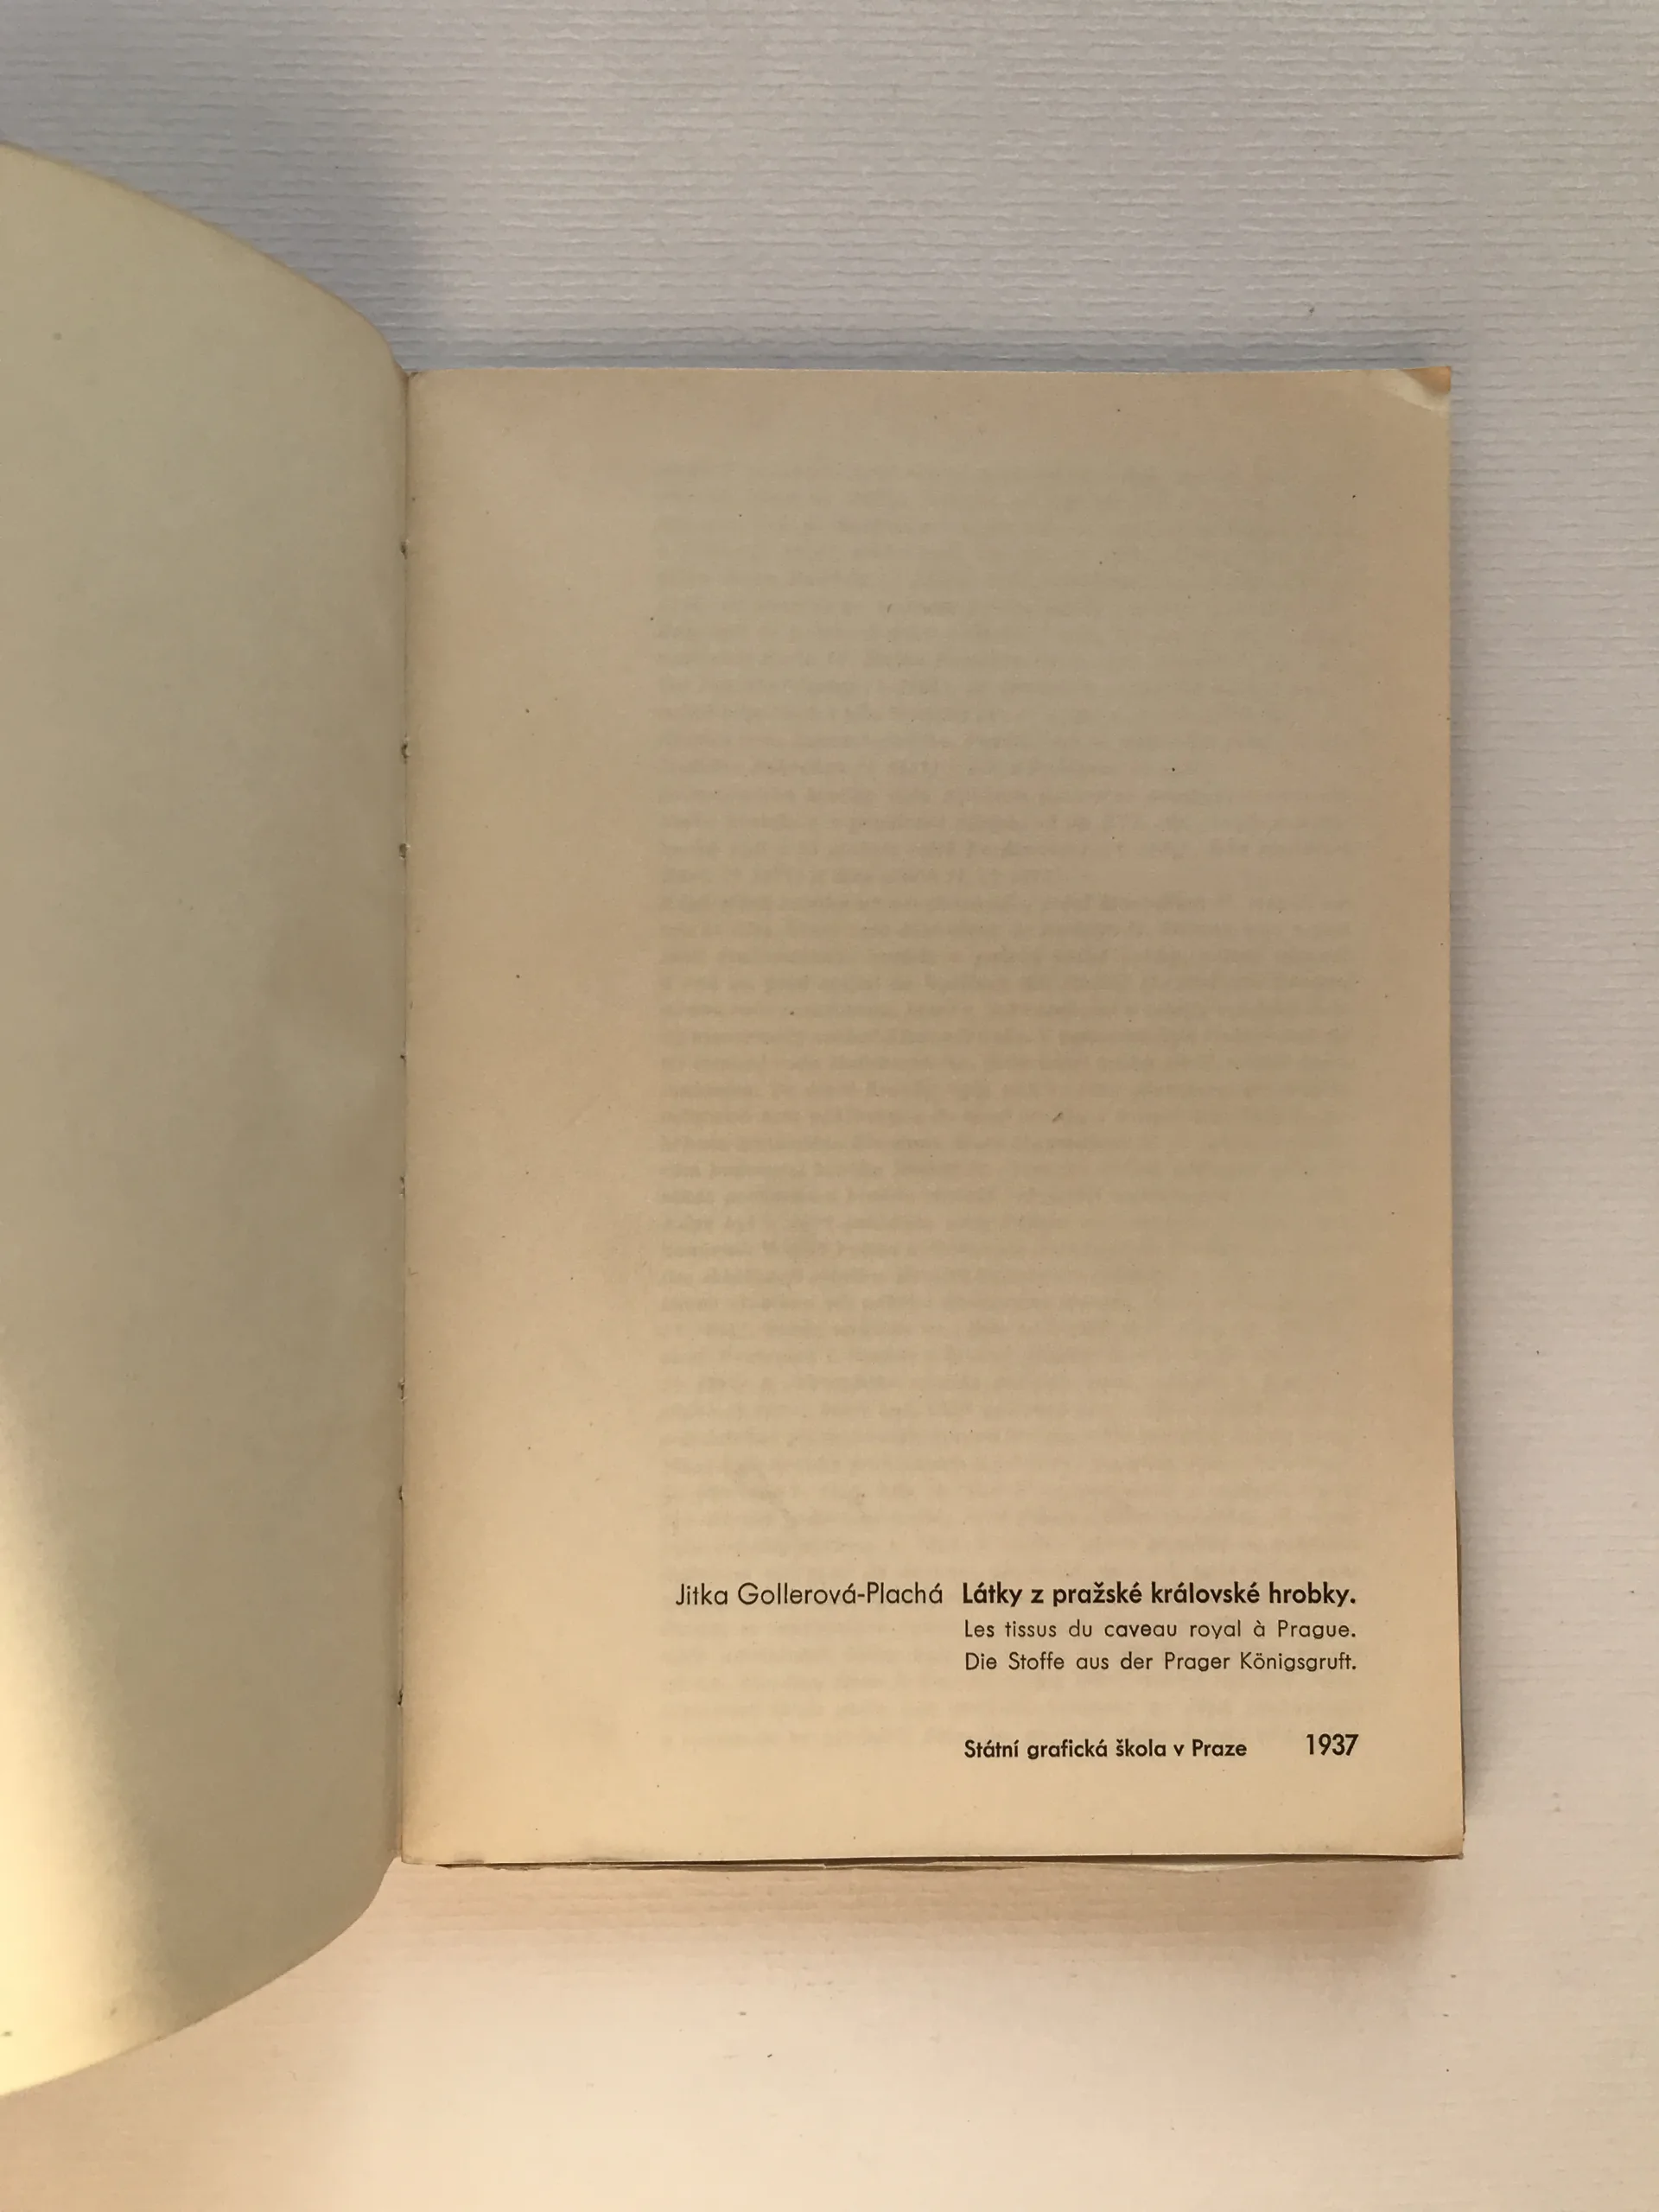 Jitka Gollerová-Plachá Látky z pražské královské hrobky.
Les tissus du caveau royal à Prague.
Die Stoffe aus der Prager Königsgruft.
Státní grafická škola v Praze 1937